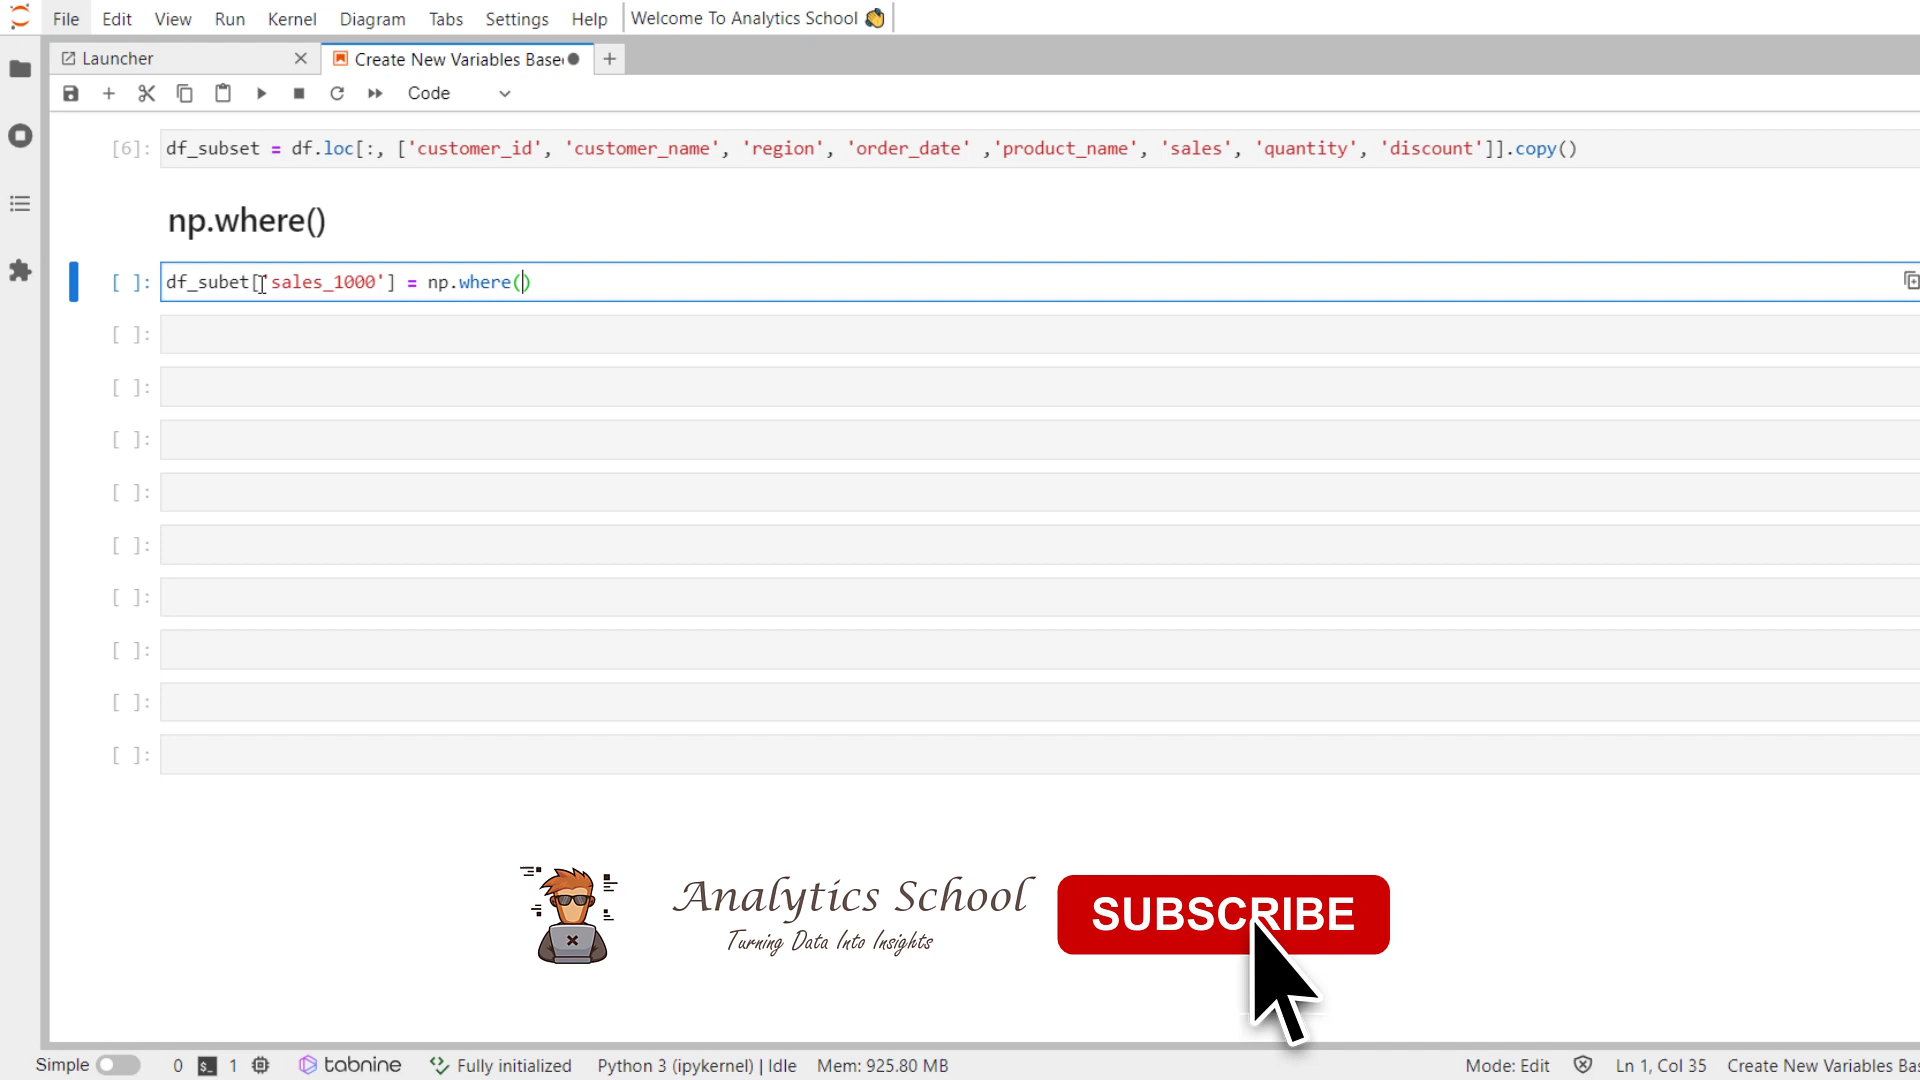 File Edit View Run Kernel Diagram Tabs Settings Help Welcome To Analytics School 👏
Launcher Create New Variables Base
Code
[6]: df_subset = df.loc[:, ['customer_id', 'customer_name', 'region', 'order_date' ,'product_name', 'sales', 'quantity', 'discount']].copy()
np.where()
[ ]: df_subet['sales_1000'] = np.where()
[ ]:
[ ]:
[ ]:
[ ]:
[ ]:
[ ]:
[ ]:
[ ]:
[ ]:
Analytics School
Turning Data Into Insights
SUBSCRIBE
Simple 0 1 tabnine Fully initialized Python 3 (ipykernel) | Idle Mem: 925.80 MB Mode: Edit Ln 1, Col 35 Create New Variables Bas